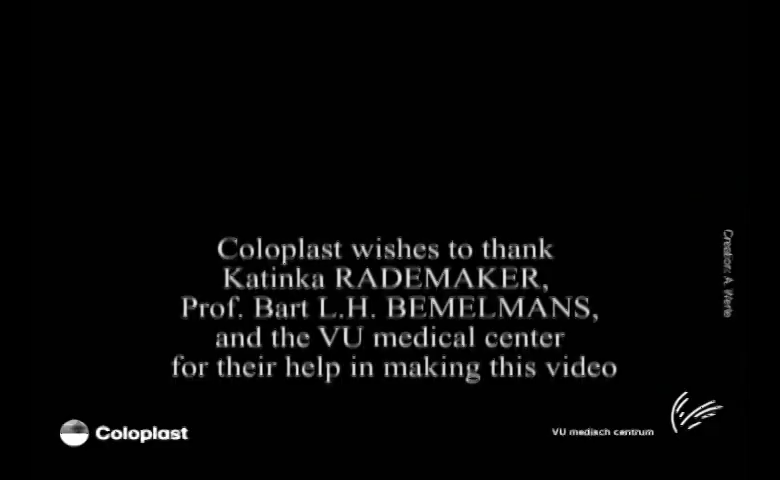 Coloplast wishes to thank
Katinka RADEMAKER,
Prof. Bart L.H. BEMELMANS,
and the VU medical center
for their help in making this video
Creation: A. Werle
Coloplast
VU medisch centrum